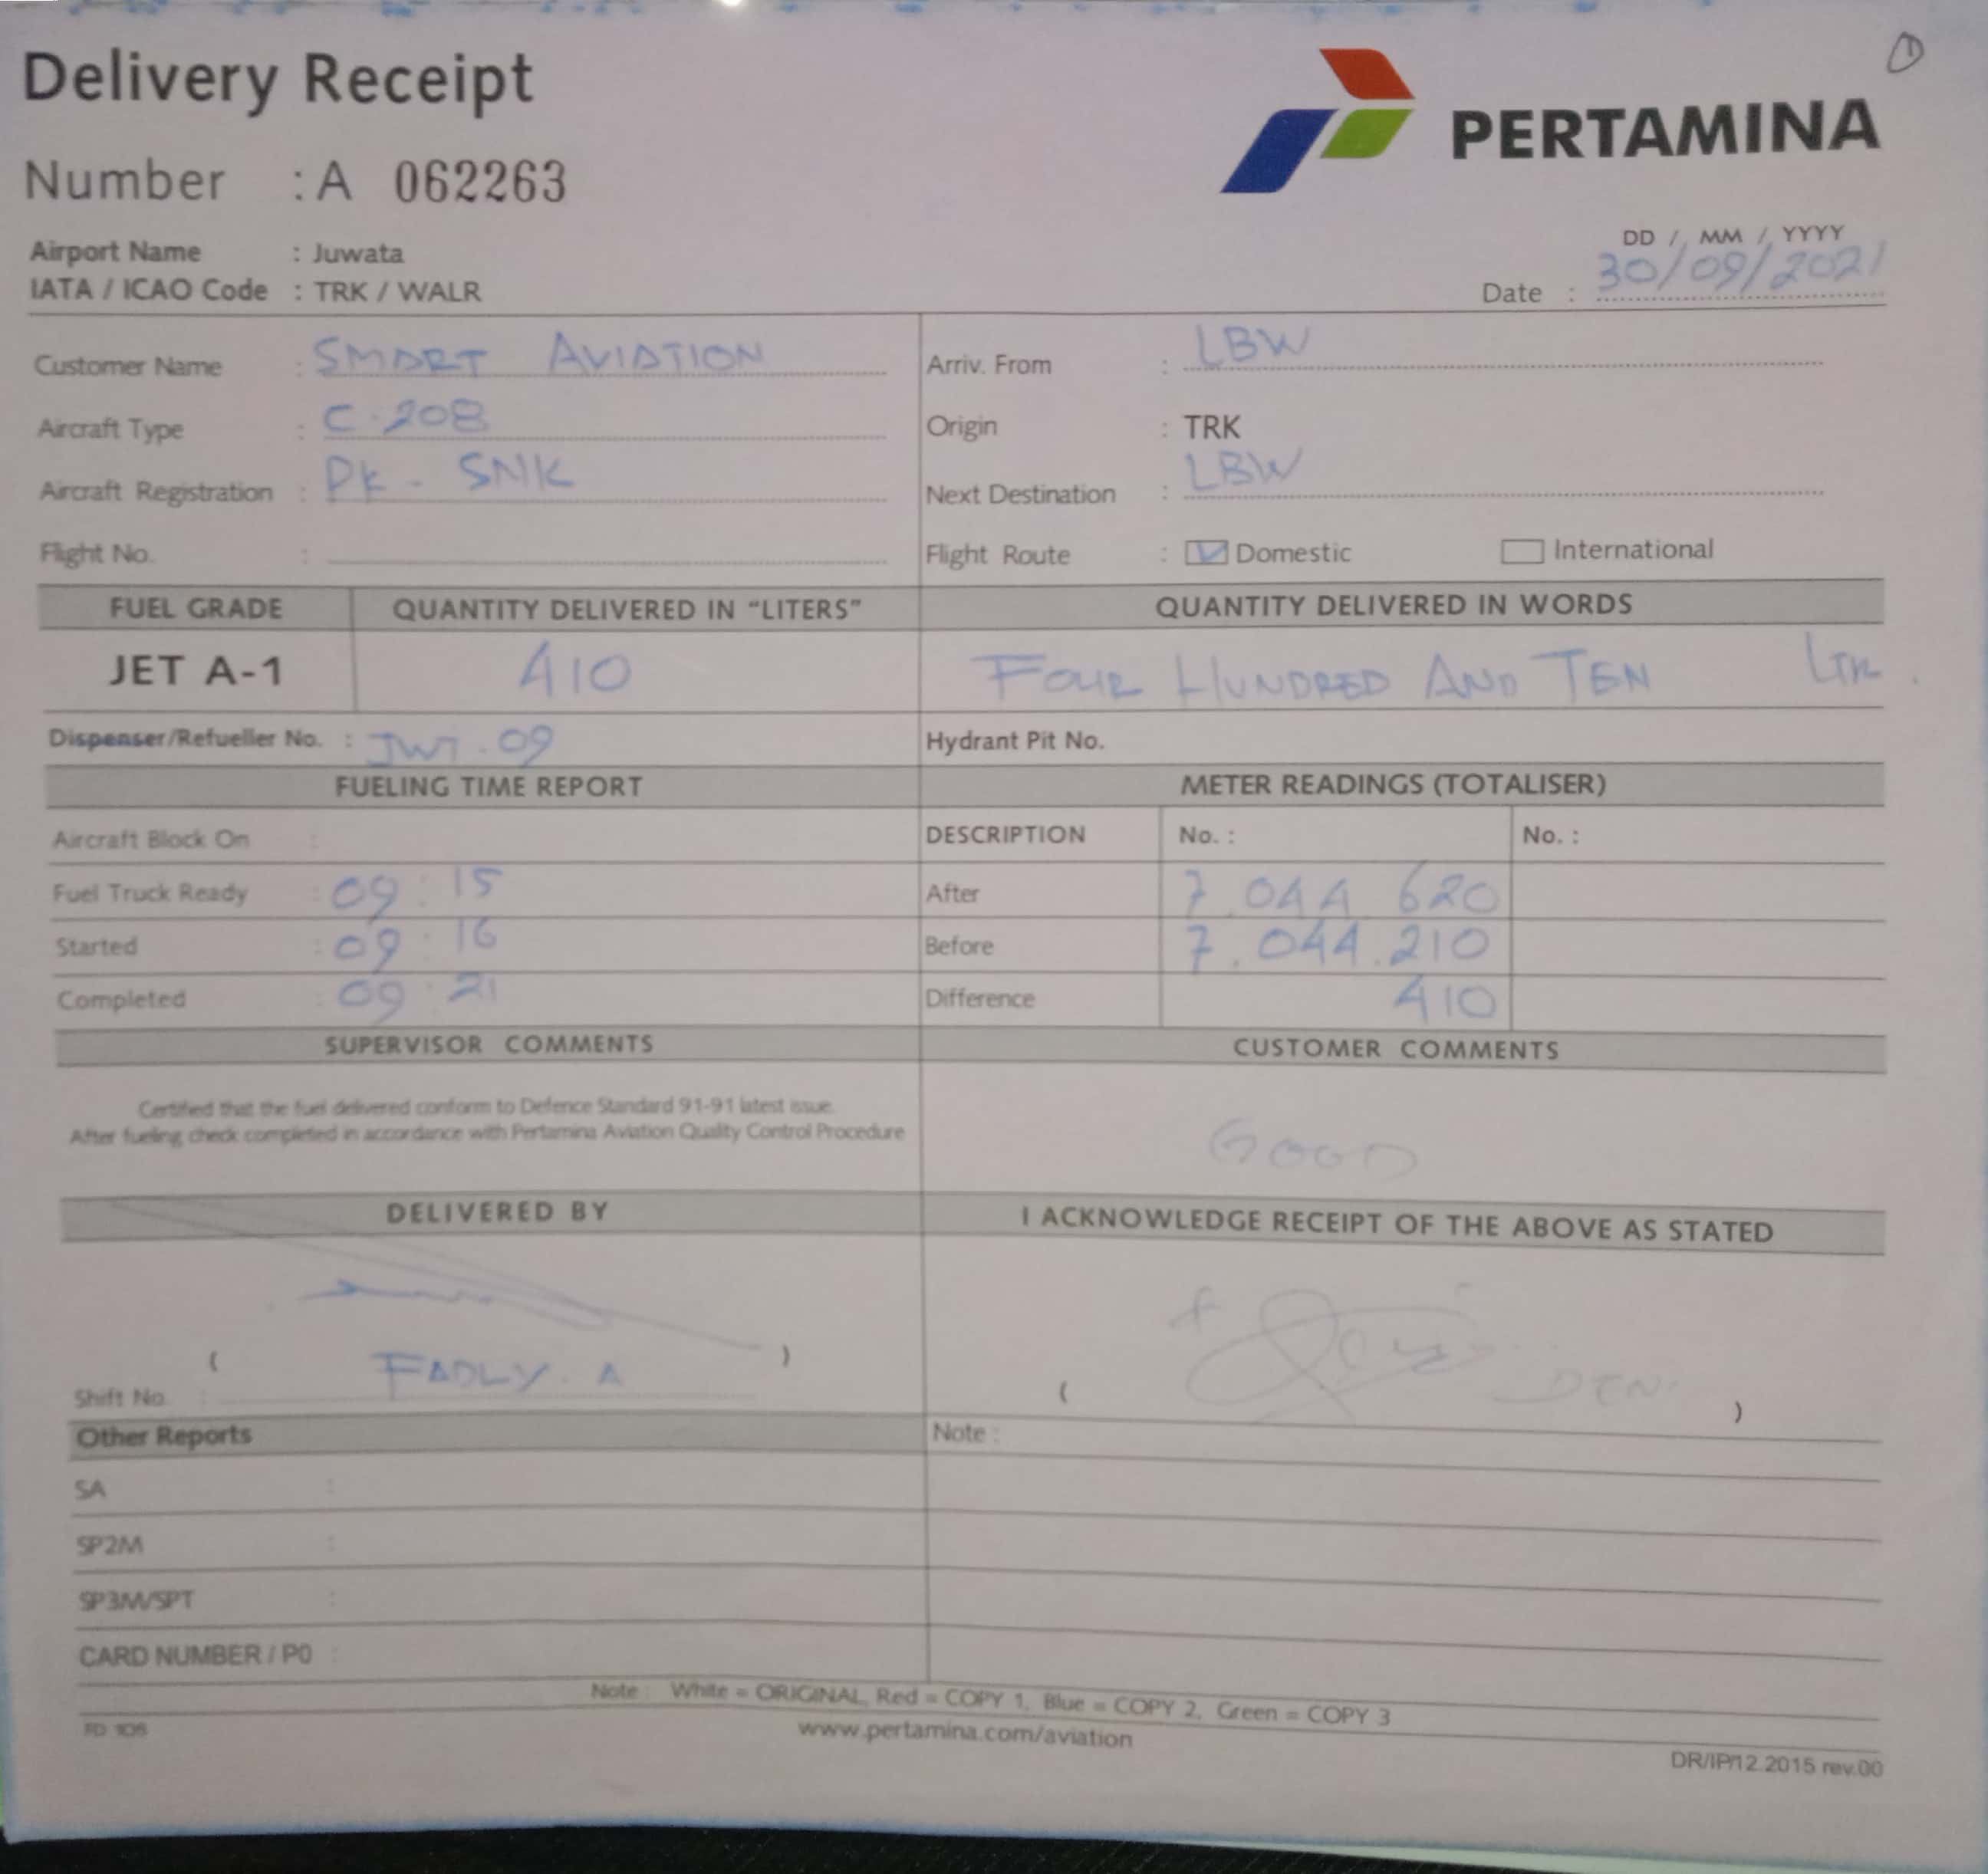 Delivery Receipt
1
PERTAMINA
Number : A 062263
Airport Name : Juwata
IATA / ICAO Code : TRK / WALR
DD / MM / YYYY
Date : 30/09/2021
Customer Name : SMART AVIATION
Arriv. From : LBW
Aircraft Type : C-208
Origin : TRK
Aircraft Registration : PK - SNK
Next Destination : LBW
Flight No. :
Flight Route : Domestic International
FUEL GRADE QUANTITY DELIVERED IN “LITERS” QUANTITY DELIVERED IN WORDS
JET A-1 410 FOUR HUNDRED AND TEN LTR.
Dispenser/Refueller No. : JWT.09
Hydrant Pit No.
FUELING TIME REPORT METER READINGS (TOTALISER)
Aircraft Block On : DESCRIPTION No. : No. :
Fuel Truck Ready : 09:15 After 7.044.620
Started : 09:16 Before 7.044.210
Completed : 09:21 Difference 410
SUPERVISOR COMMENTS CUSTOMER COMMENTS
Certified that the fuel delivered conform to Defence Standard 91-91 latest issue.
After fueling check completed in accordance with Pertamina Aviation Quality Control Procedure
GOOD
DELIVERED BY I ACKNOWLEDGE RECEIPT OF THE ABOVE AS STATED
( FADLY. A )
Shift No. :
( )
Other Reports Note :
SA :
SP2M :
SP3M/SPT :
CARD NUMBER / P0 :
Note : White = ORIGINAL, Red = COPY 1, Blue = COPY 2, Green = COPY 3
FD 106
www.pertamina.com/aviation
DR/IP/12.2015 rev.00